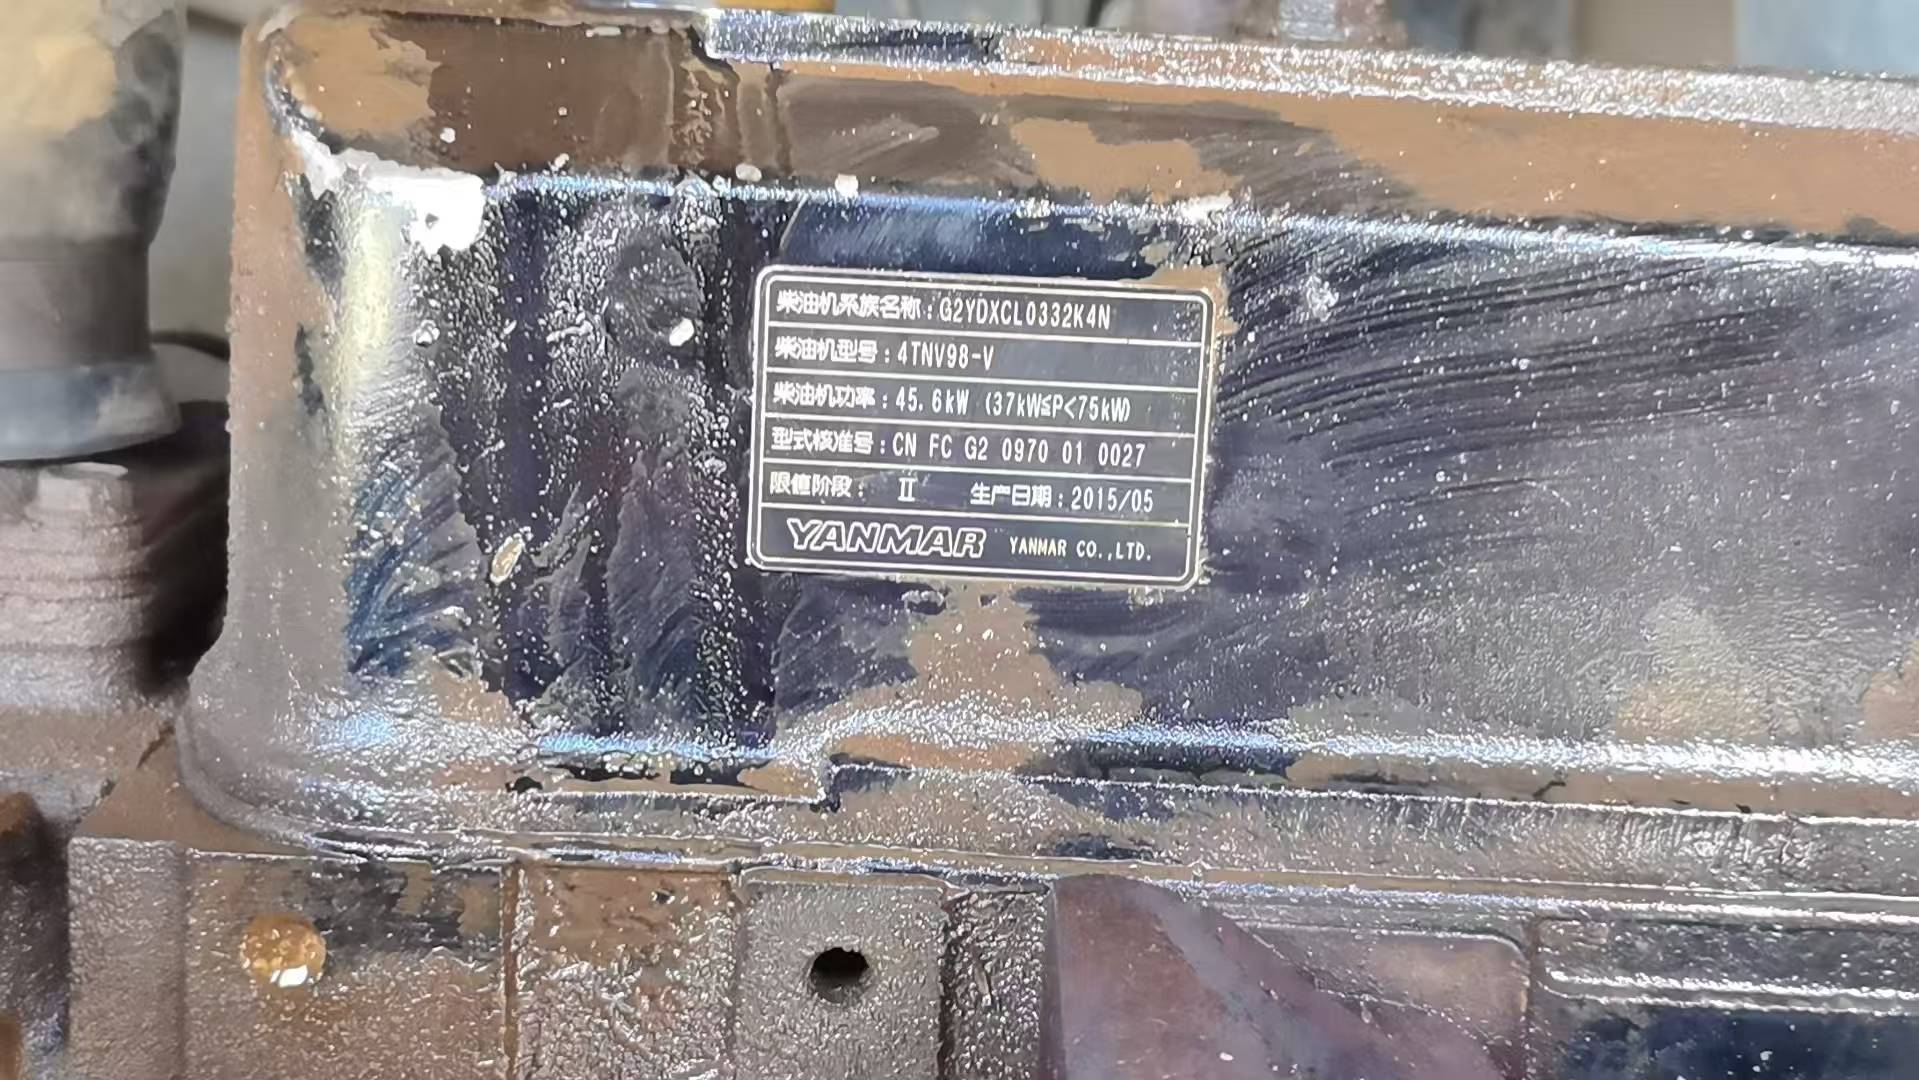 柴油机系族名称:G2YDXCL0332K4N
柴油机型号:4TNV98-V
柴油机功率:45.6kW (37kW≤P<75kW)
型式核准号:CN FC G2 0970 01 0027
限值阶段: Ⅱ 生产日期:2015/05
YANMAR YANMAR CO.,LTD.